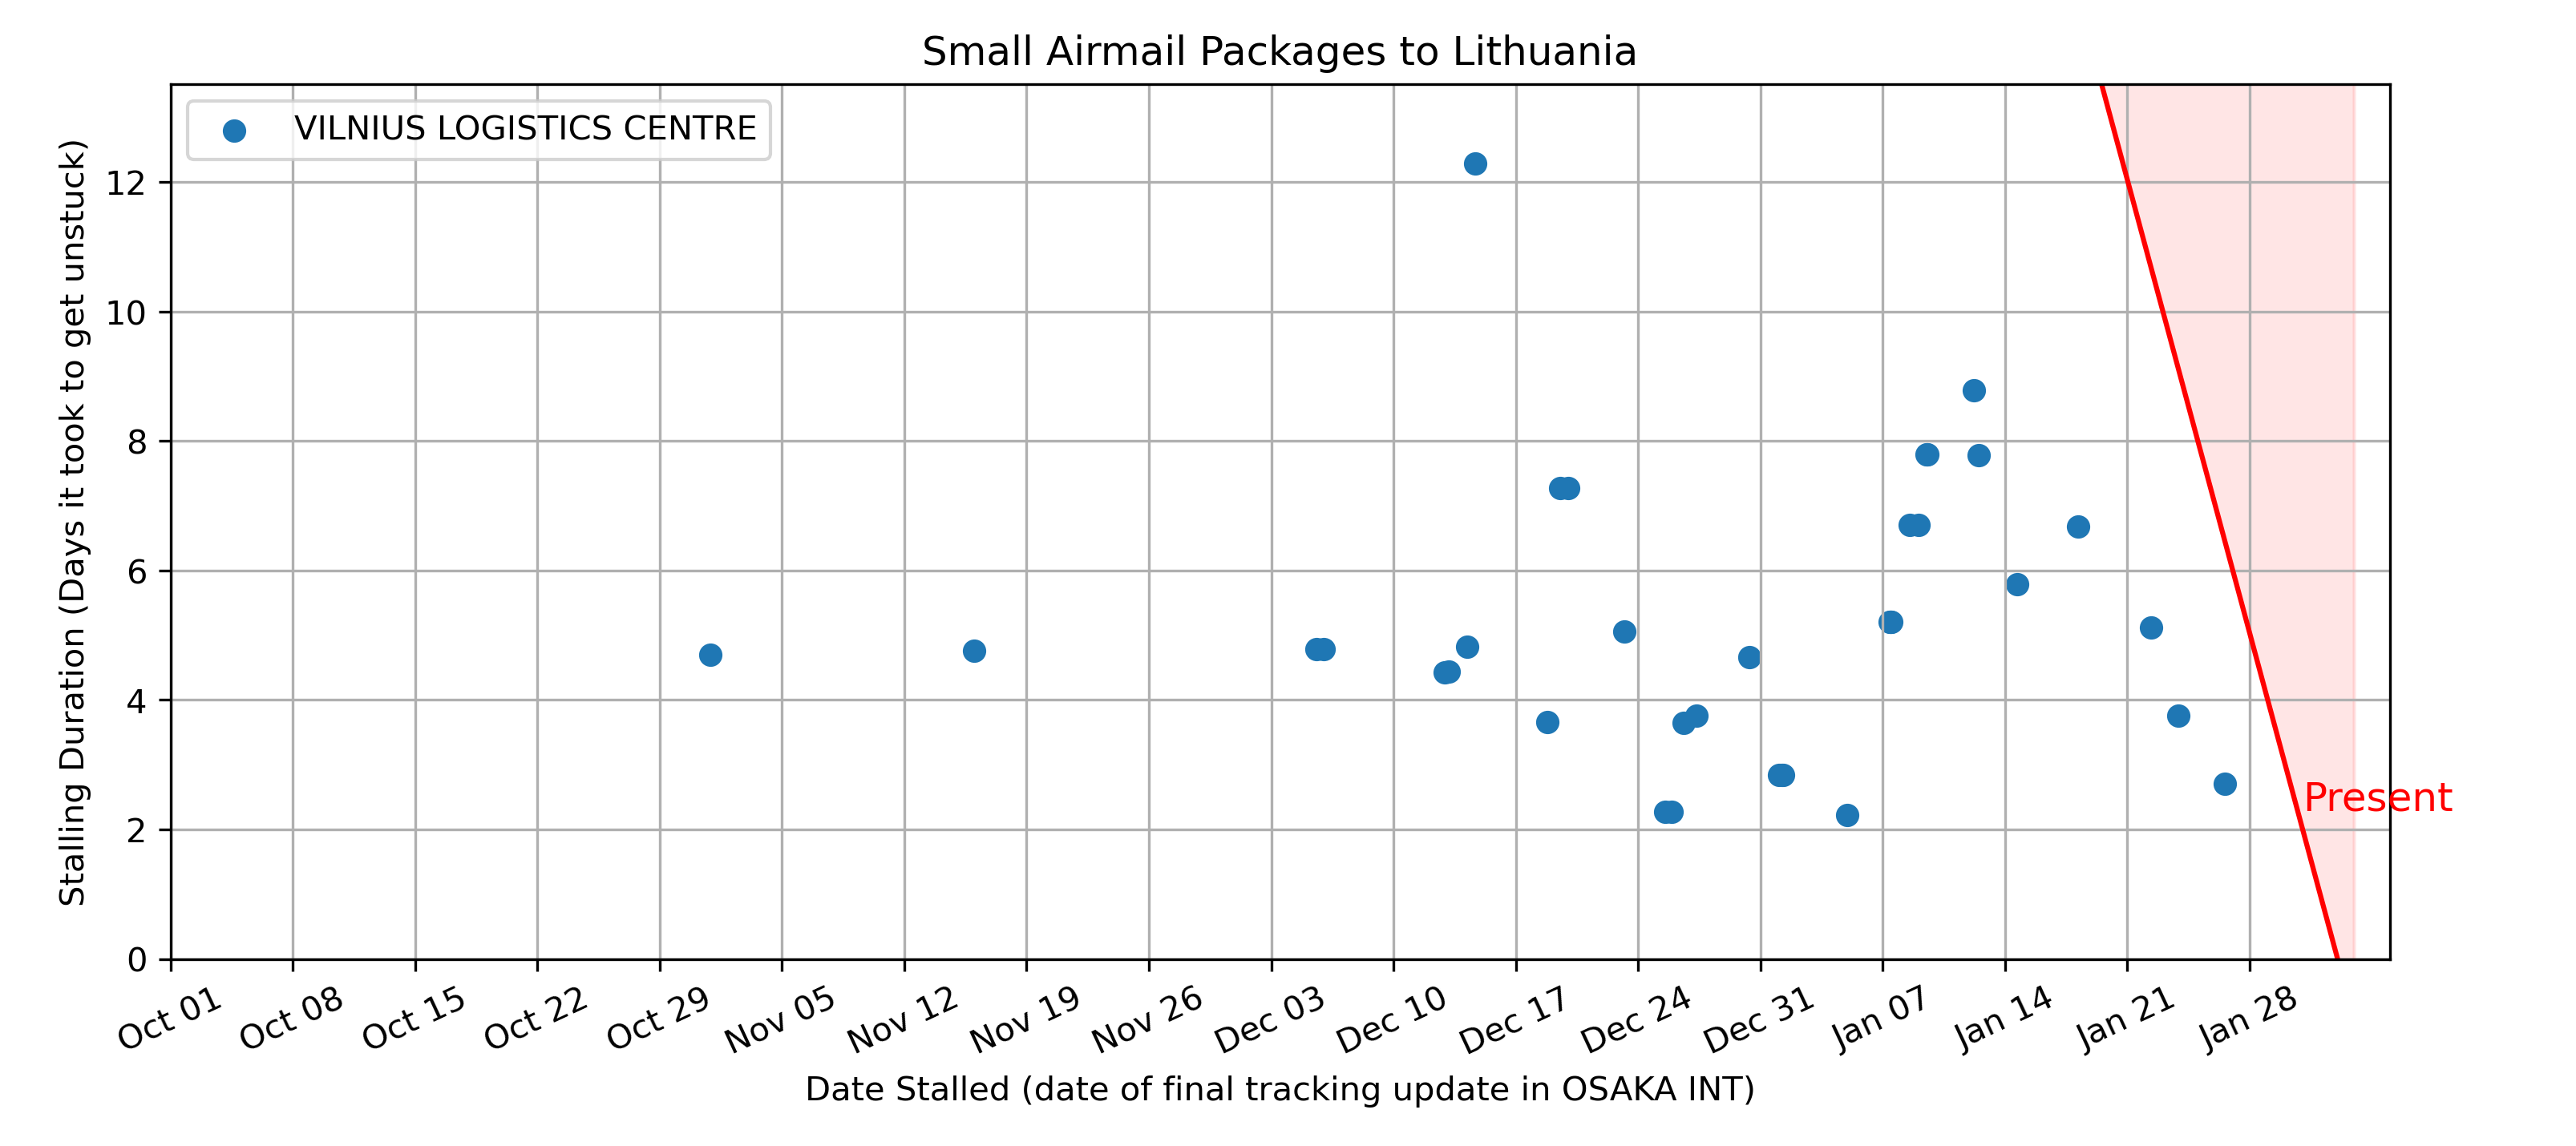 Small Airmail Packages to Lithuania
VILNIUS LOGISTICS CENTRE
Stalling Duration (Days it took to get unstuck)
12
10
8
6
4
2
0
Present
Oct 01
Oct 08
Oct 15
Oct 22
Oct 29
Nov 05
Nov 12
Nov 19
Nov 26
Dec 03
Dec 10
Dec 17
Dec 24
Dec 31
Jan 07
Jan 14
Jan 21
Jan 28
Date Stalled (date of final tracking update in OSAKA INT)